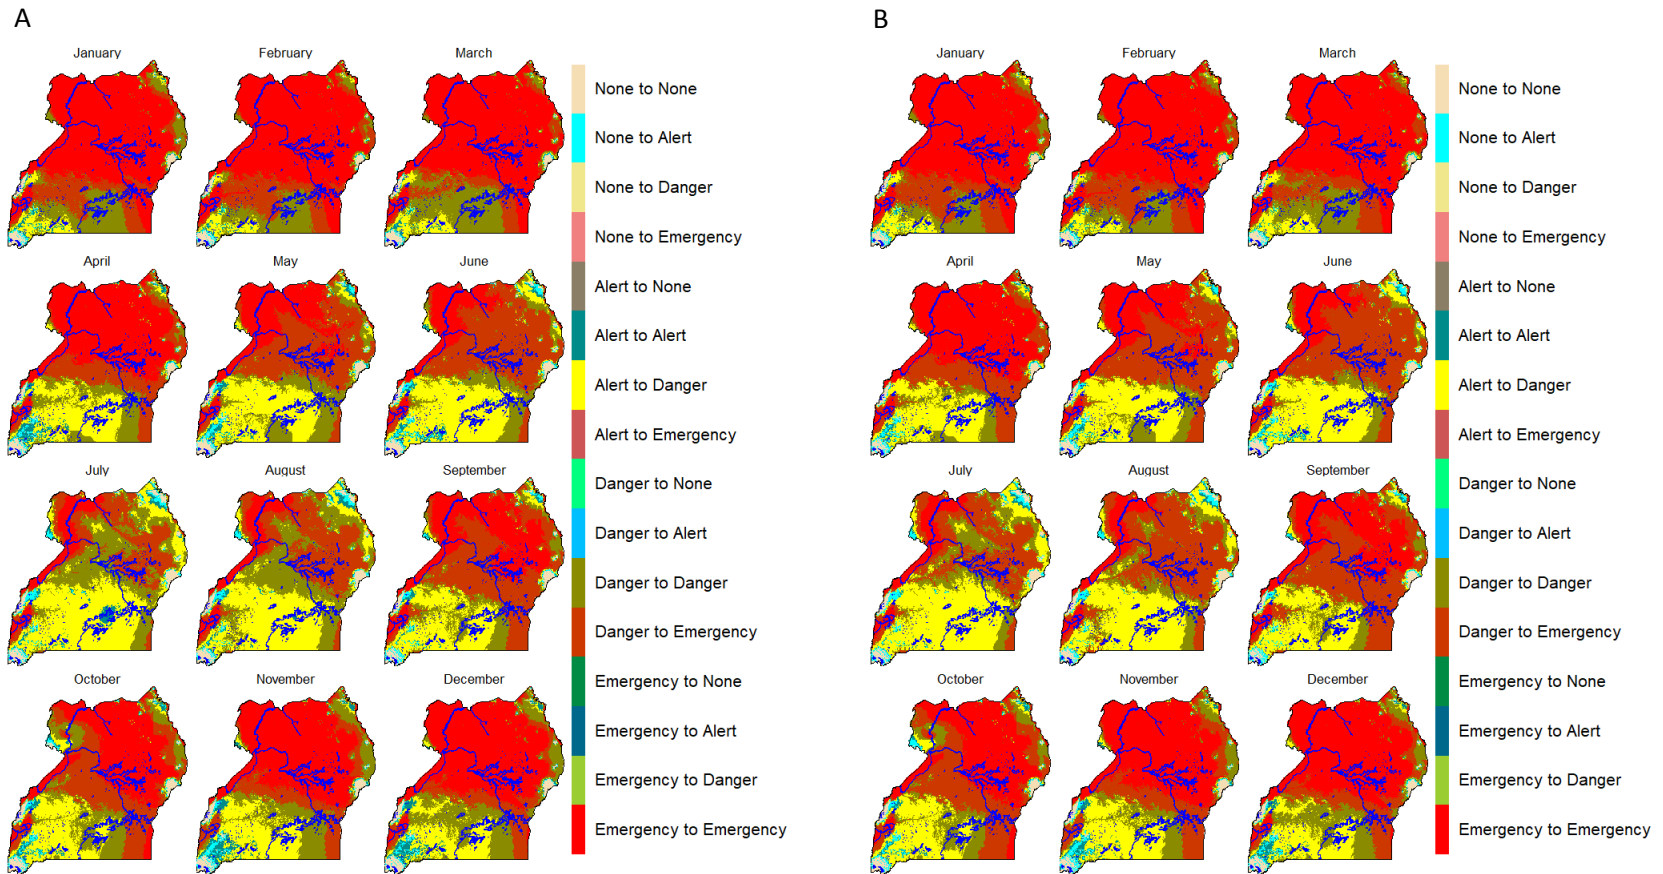 A
January
February
March
April
May
June
July
August
September
October
November
December
None to None
None to Alert
None to Danger
None to Emergency
Alert to None
Alert to Alert
Alert to Danger
Alert to Emergency
Danger to None
Danger to Alert
Danger to Danger
Danger to Emergency
Emergency to None
Emergency to Alert
Emergency to Danger
Emergency to Emergency
B
January
February
March
April
May
June
July
August
September
October
November
December
None to None
None to Alert
None to Danger
None to Emergency
Alert to None
Alert to Alert
Alert to Danger
Alert to Emergency
Danger to None
Danger to Alert
Danger to Danger
Danger to Emergency
Emergency to None
Emergency to Alert
Emergency to Danger
Emergency to Emergency